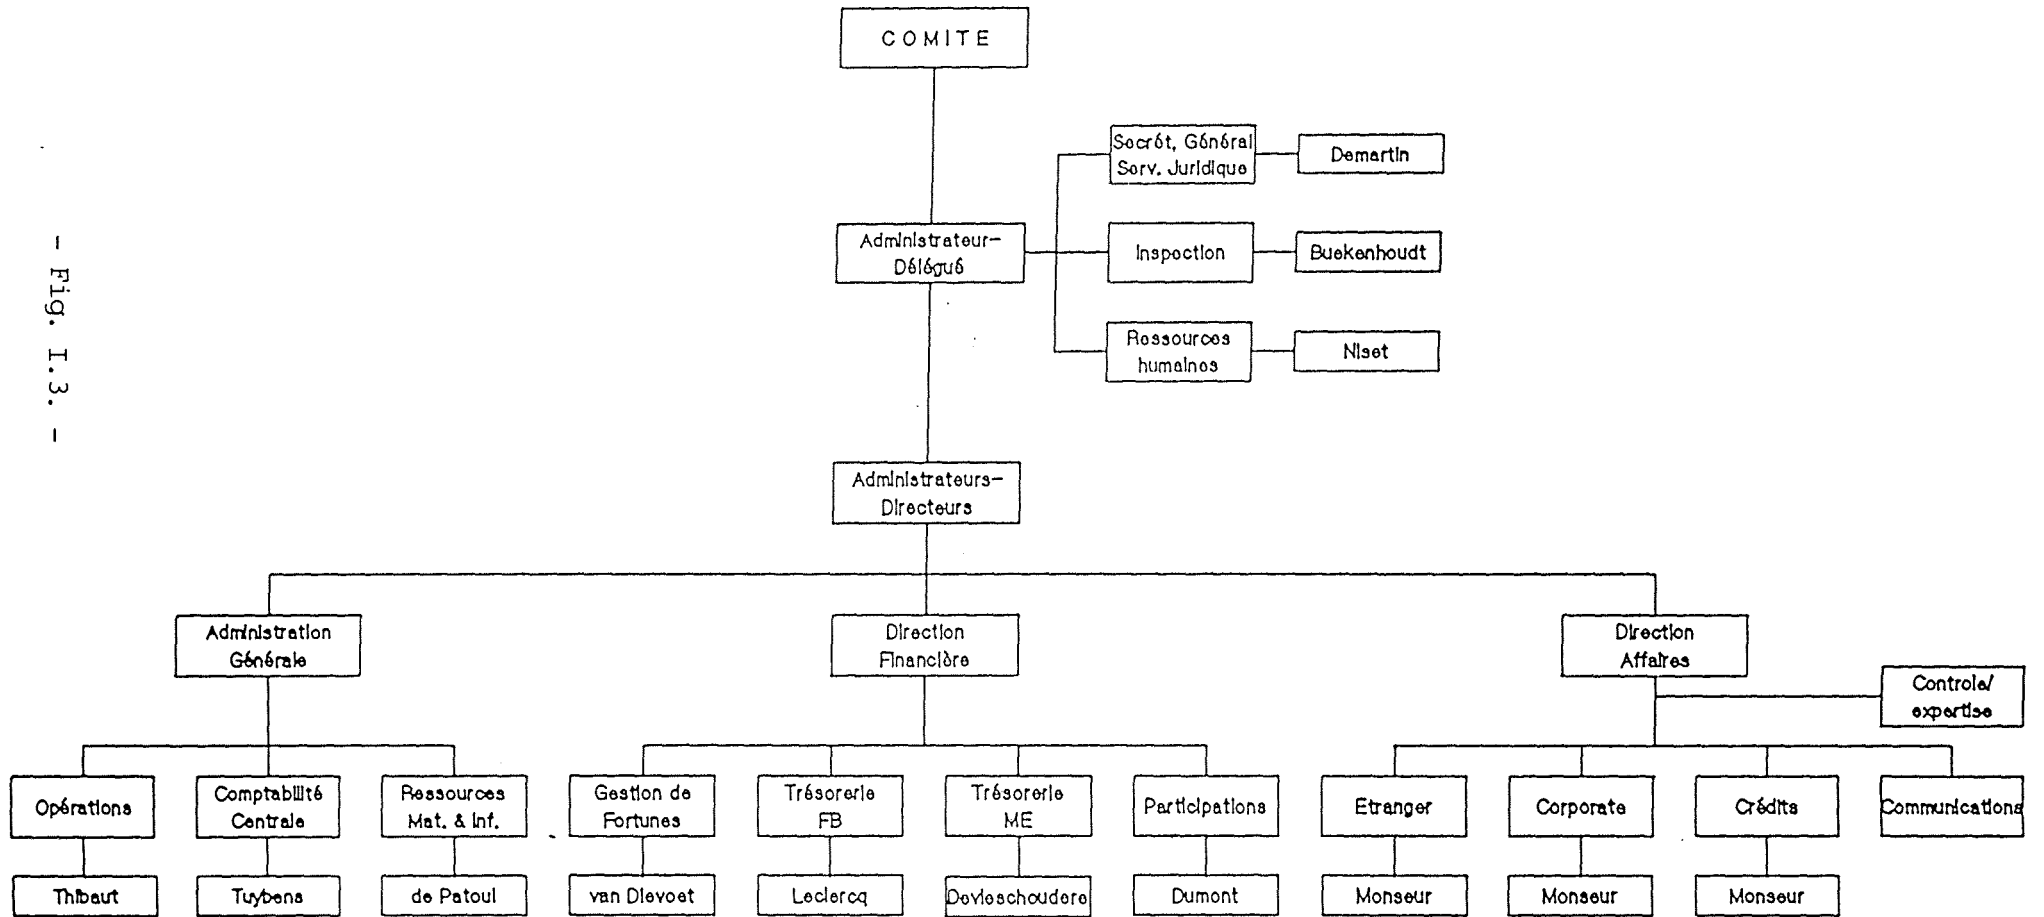 COMITE
Secrét, Général
Serv. Juridique
Demartin
Administrateur-
Délégué
Inspection
Buekenhoudt
Ressources
humaines
Niset
- Fig. I.3. -
Administrateurs-
Directeurs
Administration
Générale
Direction
Financière
Direction
Affaires
Controle/
expertise
Opérations
Comptabilité
Centrale
Ressources
Mat. & Inf.
Gestion de
Fortunes
Trésorerie
FB
Trésorerie
ME
Participations
Etranger
Corporate
Crédits
Communications
Thibaut
Tuybens
de Patoul
van Dievoet
Leclercq
Devleschoudere
Dumont
Monseur
Monseur
Monseur